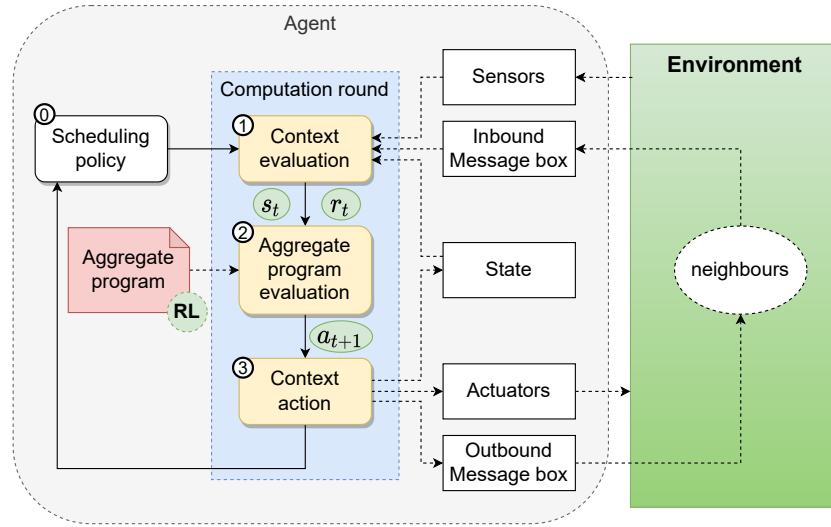 Agent
Computation round
0
Scheduling
policy
1
Context
evaluation
Sensors
Inbound
Message box
Environment
s_t
r_t
2
Aggregate
program
evaluation
Aggregate
program
RL
State
neighbours
a_{t+1}
3
Context
action
Actuators
Outbound
Message box